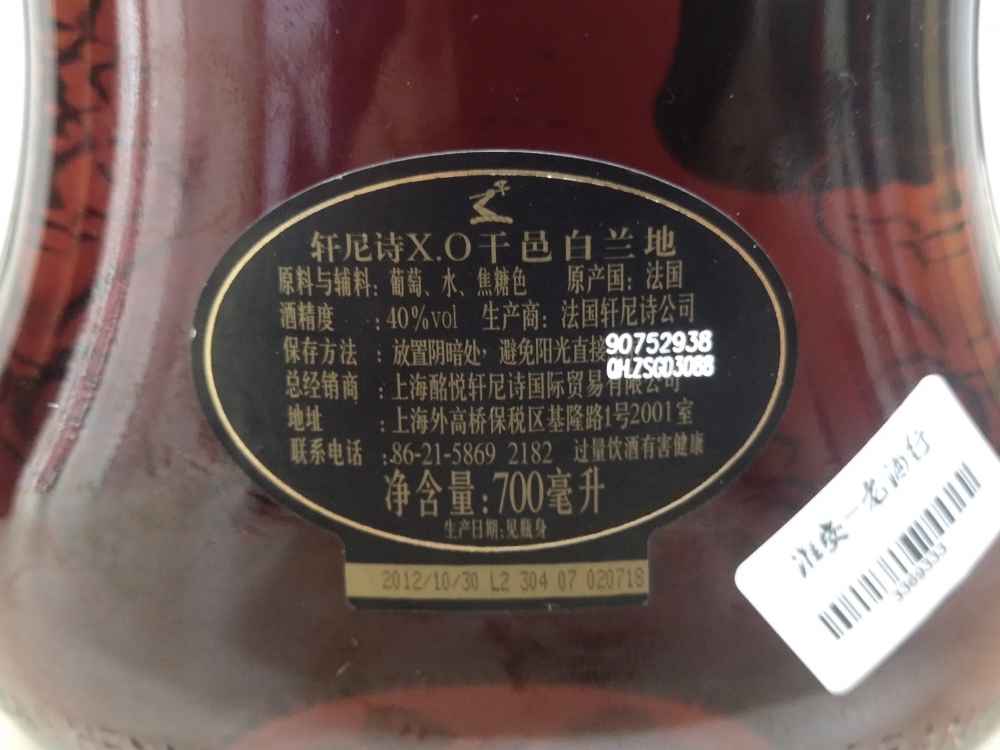 轩尼诗X.O干邑白兰地
原料与辅料：葡萄、水、焦糖色 原产国：法国
酒精度 ：40%vol 生产商：法国轩尼诗公司
保存方法 ：放置阴暗处，避免阳光直接
90752938
QHLZSGD3088
总经销商 ：上海酩悦轩尼诗国际贸易有限公司
地址 ：上海外高桥保税区基隆路1号2001室
联系电话 ：86-21-5869 2182 过量饮酒有害健康
净含量：700毫升
生产日期：见瓶身
2012/10/30 L2 304 07 020718
淮安一老酒行
3389333